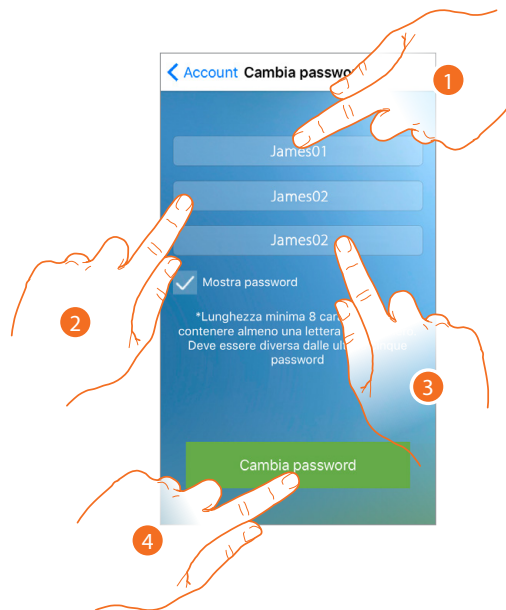 Account Cambia passwo
1
James01
James02
James02
Mostra password
2
*Lunghezza minima 8 car
contenere almeno una lettera
Deve essere diversa dalle ul que
password
3
Cambia password
4